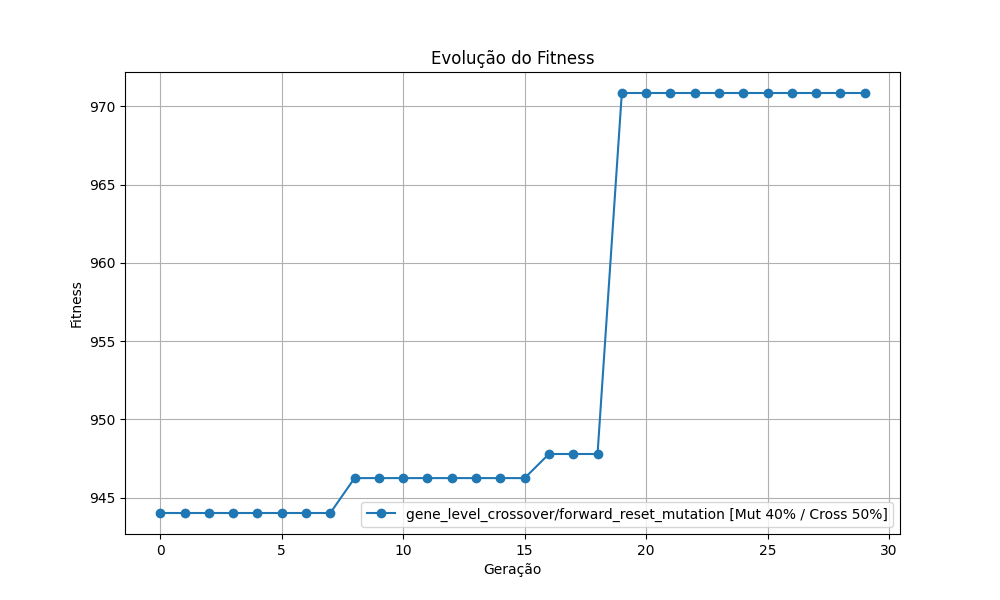 Evolução do Fitness
Fitness
970
965
960
955
950
945
gene_level_crossover/forward_reset_mutation [Mut 40% / Cross 50%]
0 5 10 15 20 25 30
Geração